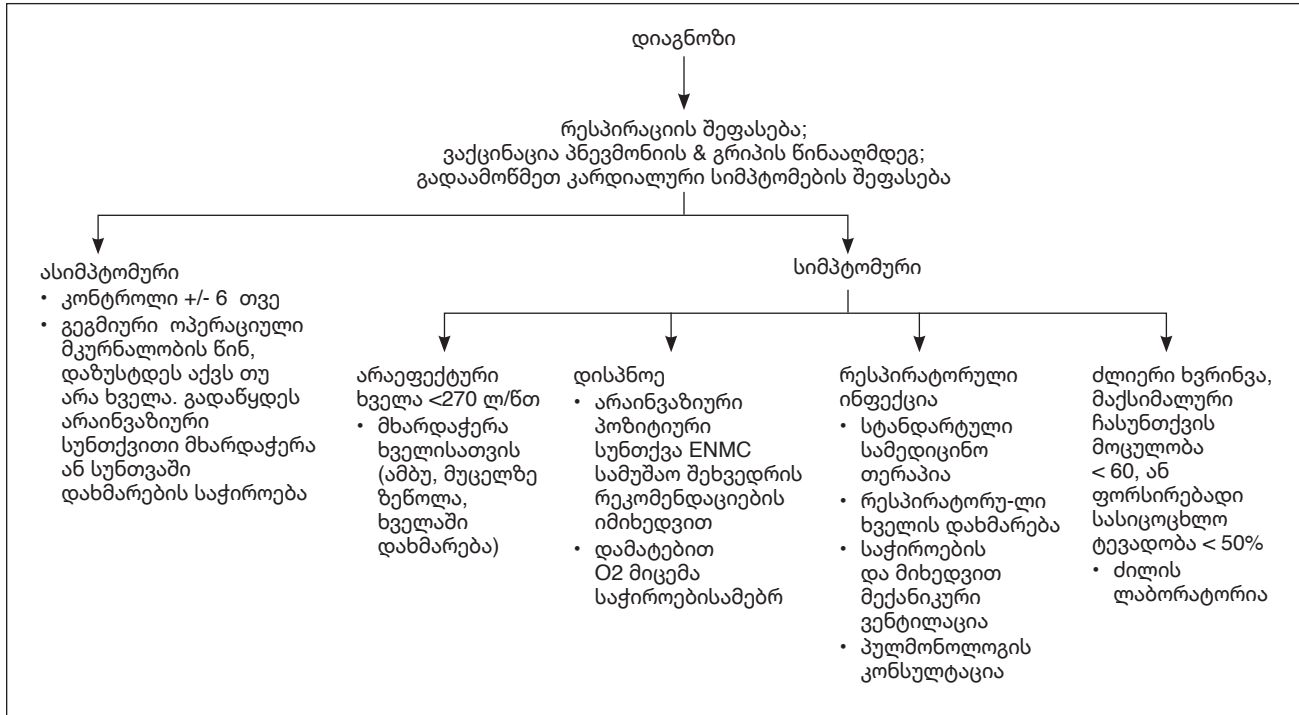 დიაგნოზი
რესპირაციის შეფასება;
ვაქცინაცია პნევმონიის & გრიპის წინააღმდეგ;
გადაამოწმეთ კარდიალური სიმპტომების შეფასება
ასიმპტომური
• კონტროლი +/- 6 თვე
• გეგმიური ოპერაციული
მკურნალობის წინ,
დაზუსტდეს აქვს თუ
არა ხველა. გადაწყდეს
არაინვაზიური
სუნთქვითი მხარდაჭერა
ან სუნთვაში
დახმარების საჭიროება
სიმპტომური
არაეფექტური
ხველა <270 ლ/წთ
• მხარდაჭერა
ხველისათვის
(ამბუ, მუცელზე
ზეწოლა,
ხველაში
დახმარება)
დისპნოე
• არაინვაზიური
პოზიტიური
სუნთქვა ENMC
სამუშაო შეხვედრის
რეკომენდაციების
იმიხედვით
• დამატებით
O2 მიცემა
საჭიროებისამებრ
რესპირატორული
ინფექცია
• სტანდარტული
სამედიცინო
თერაპია
• რესპირატორუ-ლი
ხველის დახმარება
• საჭიროების
და მიხედვით
მექანიკური
ვენტილაცია
• პულმონოლოგის
კონსულტაცია
ძლიერი ხვრინვა,
მაქსიმალური
ჩასუნთქვის
მოცულობა
< 60, ან
ფორსირებადი
სასიცოცხლო
ტევადობა < 50%
• ძილის
ლაბორატორია